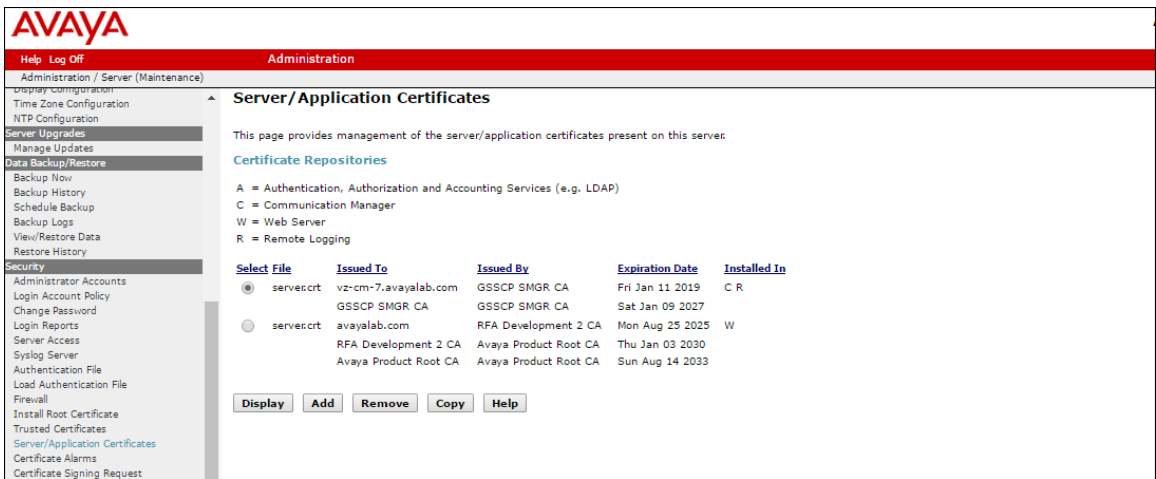 AVAYA
Help Log Off Administration
Administration / Server (Maintenance)
Display Configuration
Time Zone Configuration
NTP Configuration
Server Upgrades
Manage Updates
Data Backup/Restore
Backup Now
Backup History
Schedule Backup
Backup Logs
View/Restore Data
Restore History
Security
Administrator Accounts
Login Account Policy
Change Password
Login Reports
Server Access
Syslog Server
Authentication File
Load Authentication File
Firewall
Install Root Certificate
Trusted Certificates
Server/Application Certificates
Certificate Alarms
Certificate Signing Request
Server/Application Certificates
This page provides management of the server/application certificates present on this server.
Certificate Repositories
A = Authentication, Authorization and Accounting Services (e.g. LDAP)
C = Communication Manager
W = Web Server
R = Remote Logging
Select File Issued To Issued By Expiration Date Installed In
server.crt vz-cm-7.avayalab.com GSSCP SMGR CA Fri Jan 11 2019 C R
GSSCP SMGR CA GSSCP SMGR CA Sat Jan 09 2027
server.crt avayalab.com RFA Development 2 CA Mon Aug 25 2025 W
RFA Development 2 CA Avaya Product Root CA Thu Jan 03 2030
Avaya Product Root CA Avaya Product Root CA Sun Aug 14 2033
Display Add Remove Copy Help